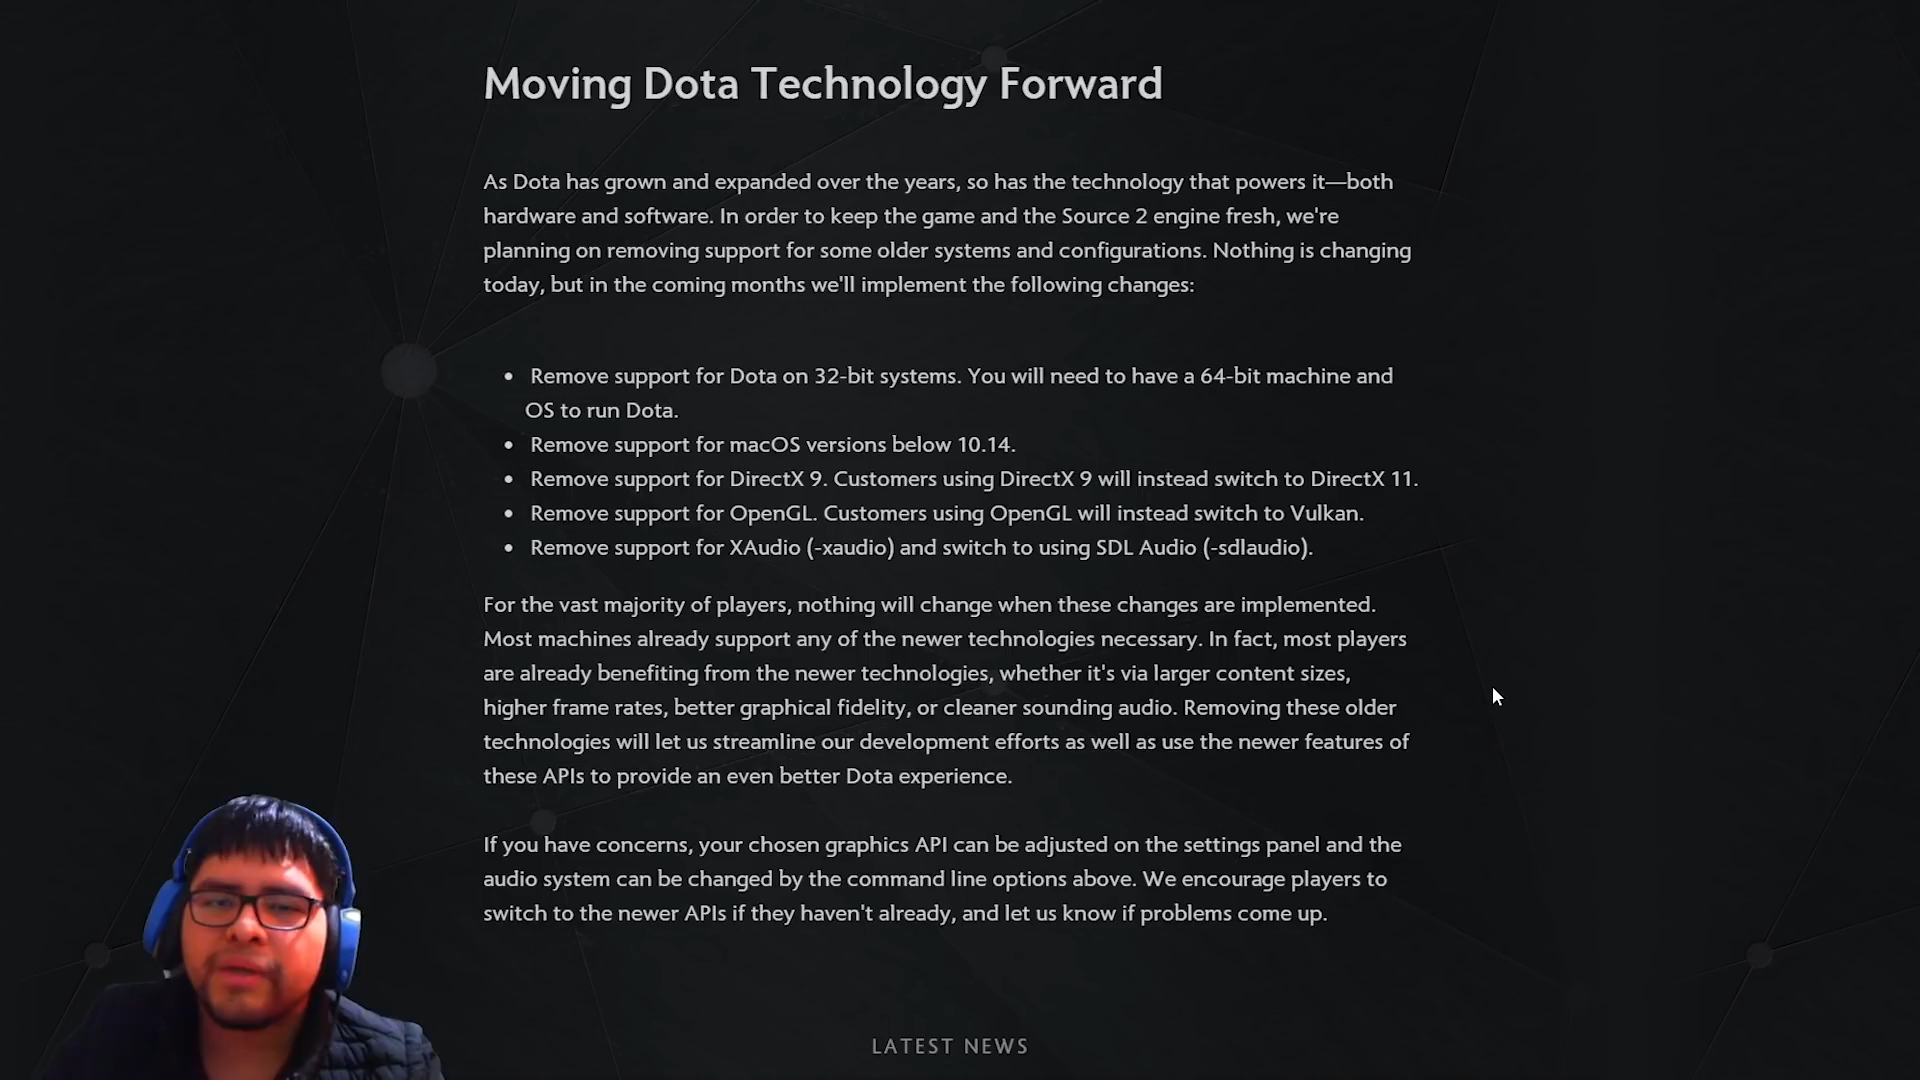 Moving Dota Technology Forward
As Dota has grown and expanded over the years, so has the technology that powers it—both
hardware and software. In order to keep the game and the Source 2 engine fresh, we're
planning on removing support for some older systems and configurations. Nothing is changing
today, but in the coming months we'll implement the following changes:
• Remove support for Dota on 32-bit systems. You will need to have a 64-bit machine and
OS to run Dota.
• Remove support for macOS versions below 10.14.
• Remove support for DirectX 9. Customers using DirectX 9 will instead switch to DirectX 11.
• Remove support for OpenGL. Customers using OpenGL will instead switch to Vulkan.
• Remove support for XAudio (-xaudio) and switch to using SDL Audio (-sdlaudio).
For the vast majority of players, nothing will change when these changes are implemented.
Most machines already support any of the newer technologies necessary. In fact, most players
are already benefiting from the newer technologies, whether it's via larger content sizes,
higher frame rates, better graphical fidelity, or cleaner sounding audio. Removing these older
technologies will let us streamline our development efforts as well as use the newer features of
these APIs to provide an even better Dota experience.
If you have concerns, your chosen graphics API can be adjusted on the settings panel and the
audio system can be changed by the command line options above. We encourage players to
switch to the newer APIs if they haven't already, and let us know if problems come up.
LATEST NEWS